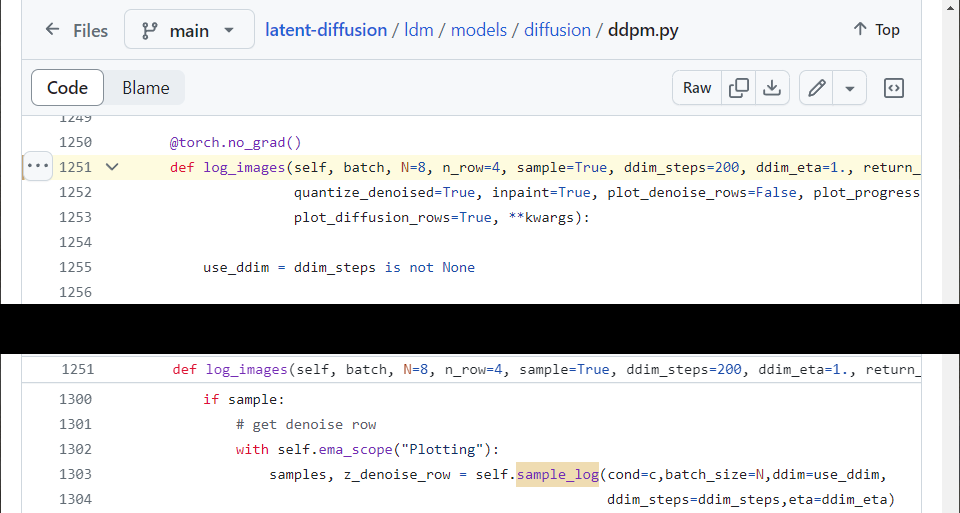 ← Files main latent-diffusion / ldm / models / diffusion / ddpm.py ↑ Top
Code Blame Raw
1249
1250 @torch.no_grad()
1251 def log_images(self, batch, N=8, n_row=4, sample=True, ddim_steps=200, ddim_eta=1., return_
1252 quantize_denoised=True, inpaint=True, plot_denoise_rows=False, plot_progress
1253 plot_diffusion_rows=True, **kwargs):
1254
1255 use_ddim = ddim_steps is not None
1256
1251 def log_images(self, batch, N=8, n_row=4, sample=True, ddim_steps=200, ddim_eta=1., return_
1300 if sample:
1301 # get denoise row
1302 with self.ema_scope("Plotting"):
1303 samples, z_denoise_row = self.sample_log(cond=c,batch_size=N,ddim=use_ddim,
1304 ddim_steps=ddim_steps,eta=ddim_eta)